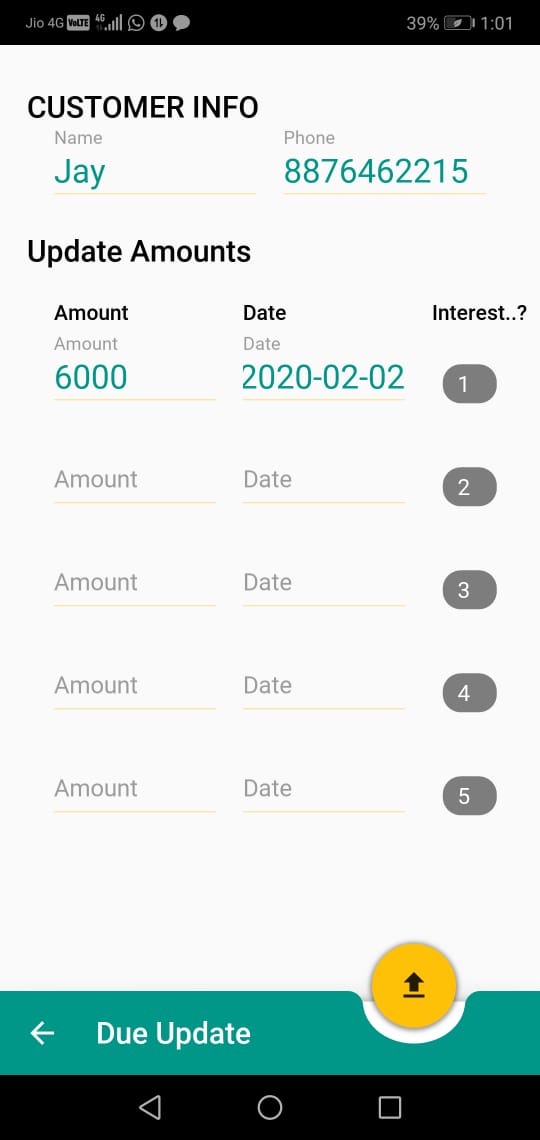 Jio 4G VoLTE 4G 39% 1:01
CUSTOMER INFO
Name Phone
Jay 8876462215
Update Amounts
Amount Date Interest..?
Amount Date
6000 2020-02-02 1
Amount Date 2
Amount Date 3
Amount Date 4
Amount Date 5
Due Update